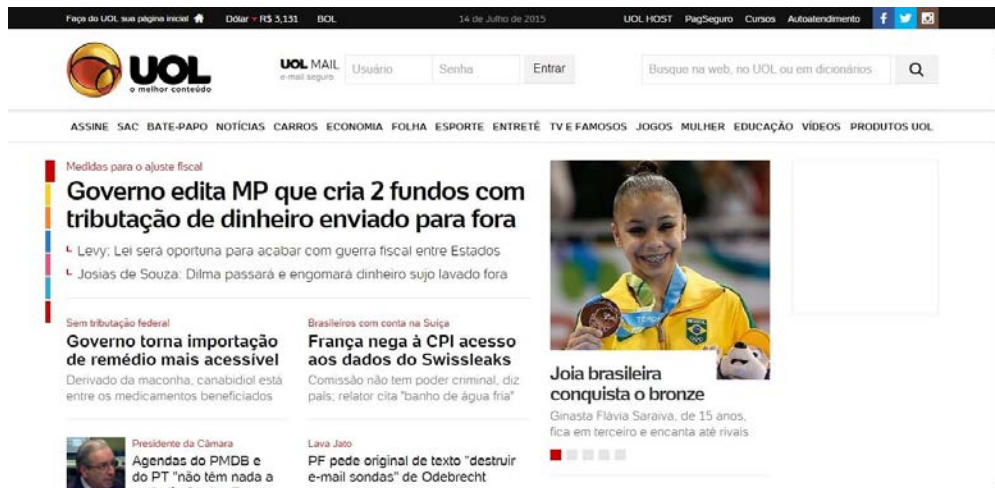 Faça do UOL sua página inicial
Dólar R$ 3,131
BOL
14 de Julho de 2015
UOL HOST PagSeguro Cursos Autoatendimento
UOL
o melhor conteúdo
UOL MAIL
e-mail seguro
Usuário
Senha
Entrar
Busque na web, no UOL ou em dicionários
ASSINE SAC BATE-PAPO NOTÍCIAS CARROS ECONOMIA FOLHA ESPORTE ENTRETÊ TV E FAMOSOS JOGOS MULHER EDUCAÇÃO VÍDEOS PRODUTOS UOL
Medidas para o ajuste fiscal
Governo edita MP que cria 2 fundos com
tributação de dinheiro enviado para fora
Levy: Lei será oportuna para acabar com guerra fiscal entre Estados
Josias de Souza: Dilma passará e engomará dinheiro sujo lavado fora
Sem tributação federal
Governo torna importação
de remédio mais acessível
Derivado da maconha, canabidiol está
entre os medicamentos beneficiados
Brasileiros com conta na Suíça
França nega à CPI acesso
aos dados do Swissleaks
Comissão não tem poder criminal, diz
país; relator cita "banho de água fria"
Joia brasileira
conquista o bronze
Ginasta Flávia Saraiva, de 15 anos,
fica em terceiro e encanta até rivais
Presidente da Câmara
Agendas do PMDB e
do PT "não têm nada a
Lava Jato
PF pede original de texto "destruir
e-mail sondas" de Odebrecht